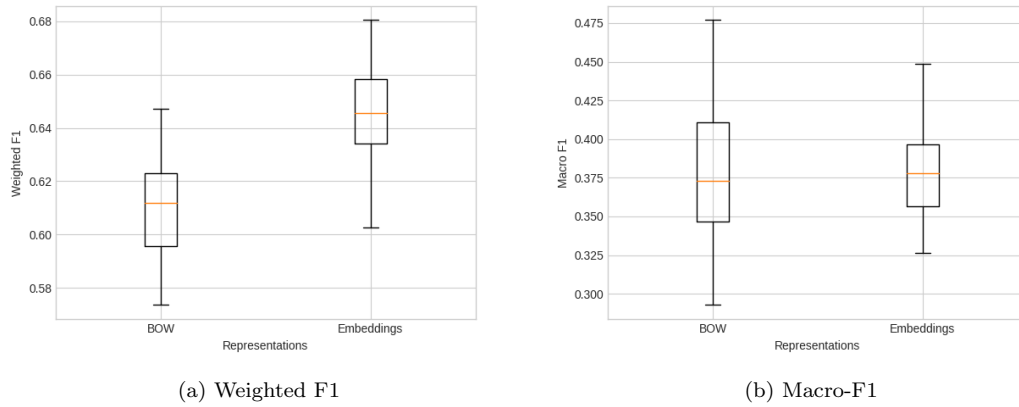 0.68
0.66
0.64
0.62
0.60
0.58
Weighted F1
BOW
Embeddings
Representations
(a) Weighted F1
0.475
0.450
0.425
0.400
0.375
0.350
0.325
0.300
Macro F1
BOW
Embeddings
Representations
(b) Macro-F1